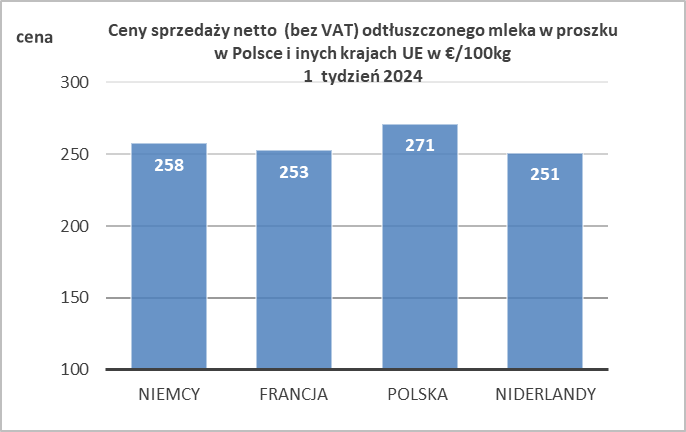 cena
Ceny sprzedaży netto (bez VAT) odtłuszczonego mleka w proszku
w Polsce i inych krajach UE w €/100kg
1 tydzień 2024
300
250
200
150
100
258
253
271
251
NIEMCY
FRANCJA
POLSKA
NIDERLANDY